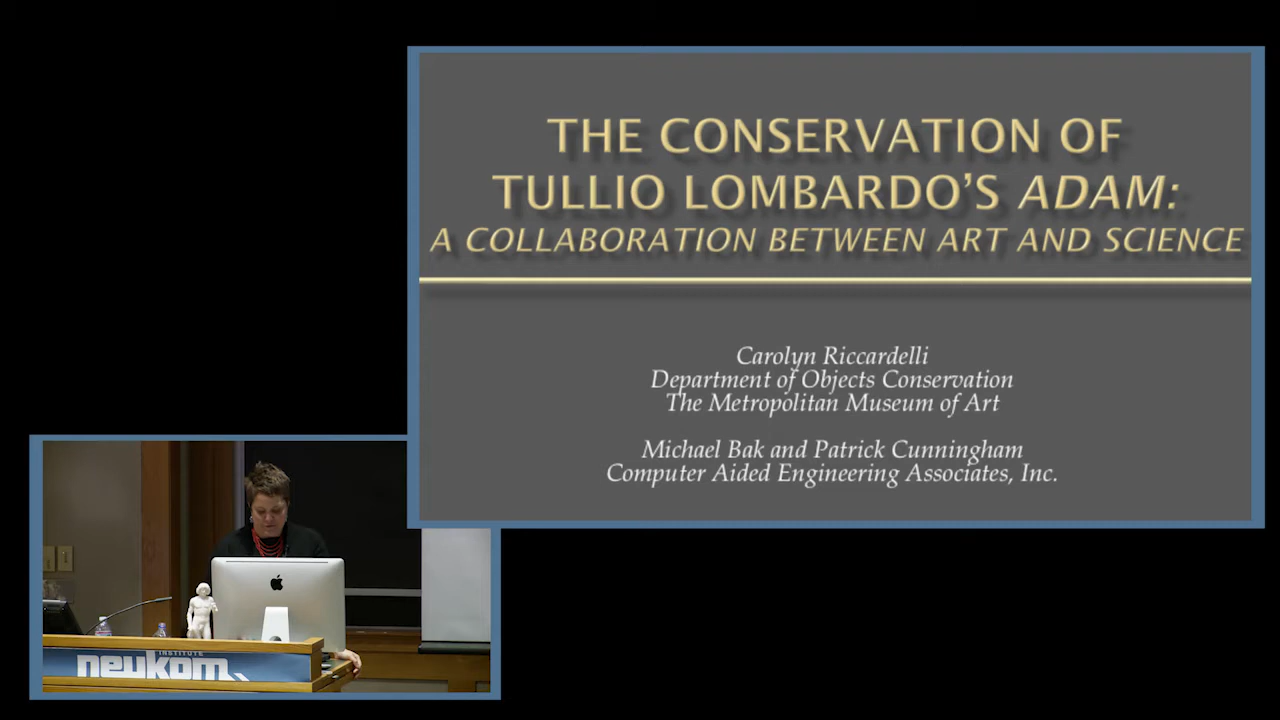 THE CONSERVATION OF
TULLIO LOMBARDO’S ADAM:
A COLLABORATION BETWEEN ART AND SCIENCE
Carolyn Riccardelli
Department of Objects Conservation
The Metropolitan Museum of Art
Michael Bak and Patrick Cunningham
Computer Aided Engineering Associates, Inc.
INSTITUTE
neukom